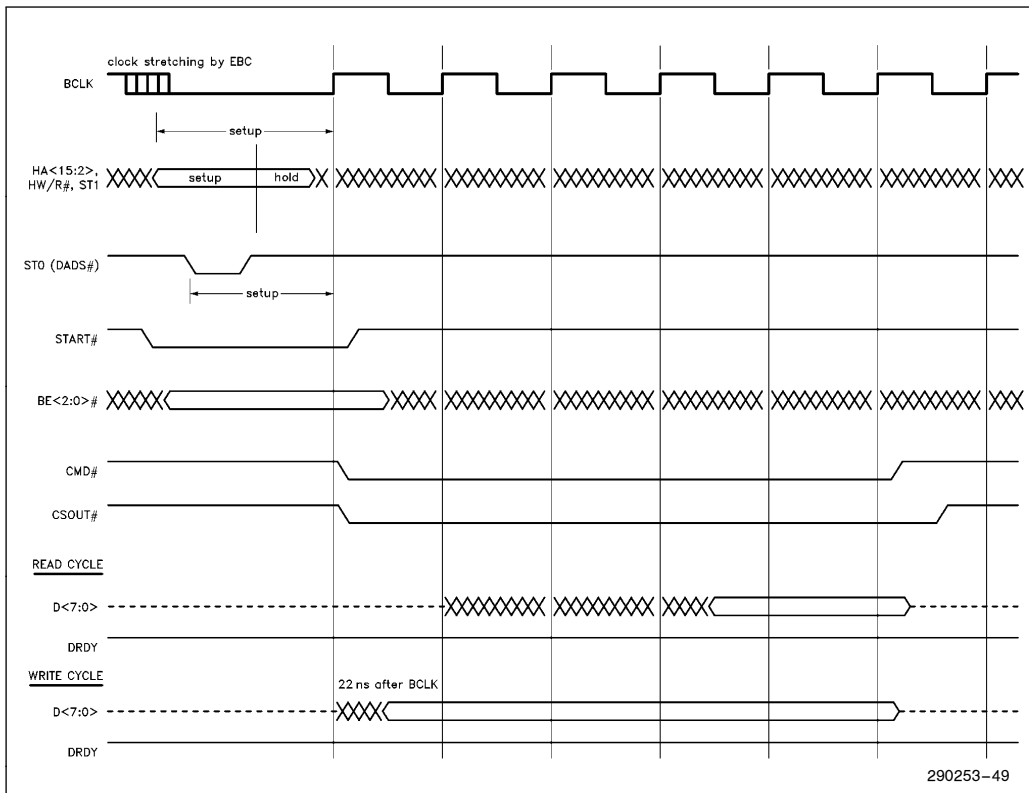 clock stretching by EBC
BCLK
setup
HA<15:2>,
HW/R#, ST1
setup
hold
ST0 (DADS#)
setup
START#
BE<2:0>#
CMD#
CSOUT#
READ CYCLE
D<7:0>
DRDY
WRITE CYCLE
22 ns after BCLK
D<7:0>
DRDY
290253-49